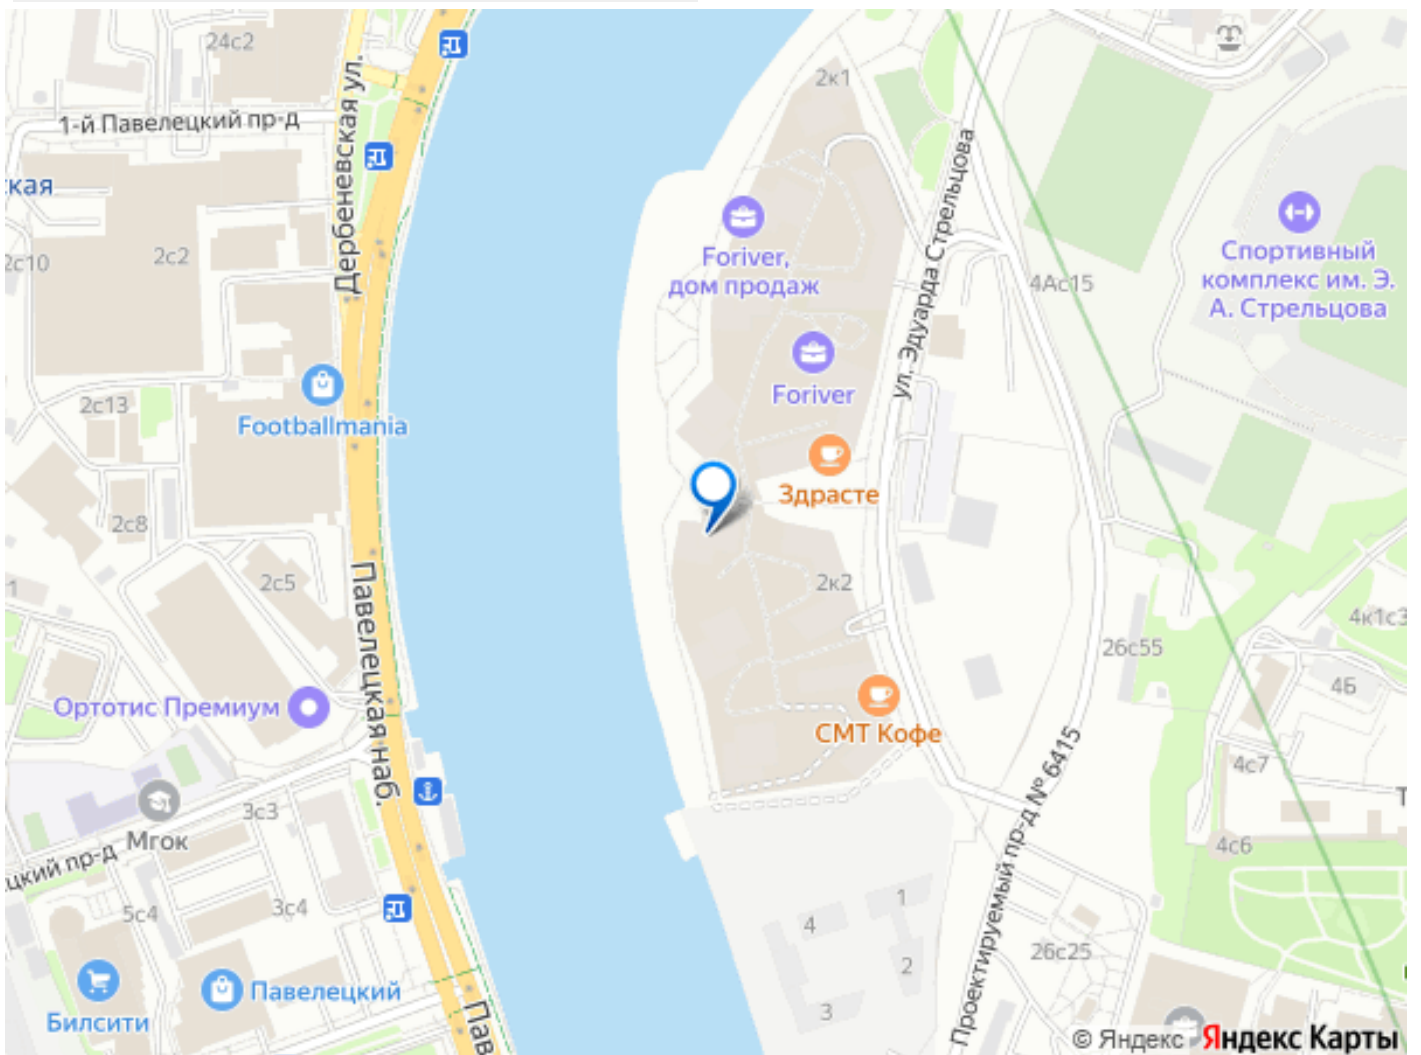 24с2
2к1
Дербеневская ул.
1-й Павелецкий пр-д
ская
2с10
2с2
Foriver,
дом продаж
ул. Эдуарда Стрельцова
4Ас15
Спортивный
комплекс им. Э.
А. Стрельцова
Foriver
2с13
Footballmania
Здрасте
2с8
2с5
2к2
1
Павелецкая наб.
26с55
4к1с3
4Б
Ортотис Премиум
СМТ Кофе
4с7
Т
3с3
Мгок
цкий пр-д
Проектируемый пр-д № 6415
4с6
5с4
3с4
1
4
2
3
26с25
Билсити
Павелецкий
Пав
© Яндекс Яндекс Карты